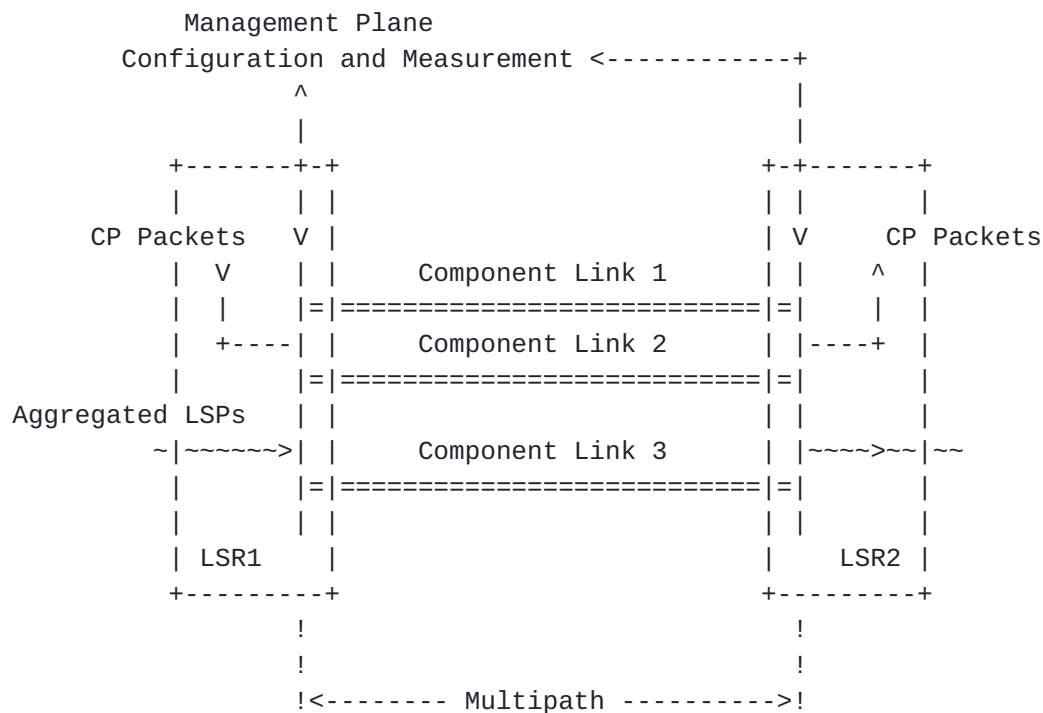 Management Plane
Configuration and Measurement <------------+
^ |
| |
+-------+-+ +-+-------+
| | | | | |
CP Packets V | | V CP Packets
| V | | Component Link 1 | | ^ |
| | |=|===========================|=| | |
| +----| | Component Link 2 | |----+ |
| |=|===========================|=| |
Aggregated LSPs | | | | |
~|~~~~~~>| | Component Link 3 | |~~~~>~~|~~
| |=|===========================|=| |
| | | | | |
| LSR1 | | LSR2 |
+---------+ +---------+
! !
! !
!<-------- Multipath ---------->!